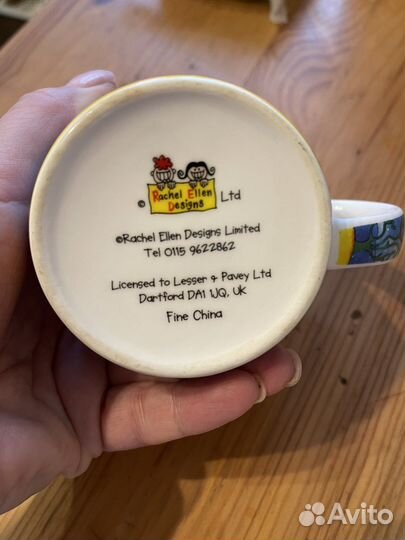 © Rachel Ellen Ltd
Designs
©Rachel Ellen Designs Limited
Tel 0115 9622862
Licensed to Lesser & Pavey Ltd
Dartford DA1 1JQ, UK
Fine China
Avito